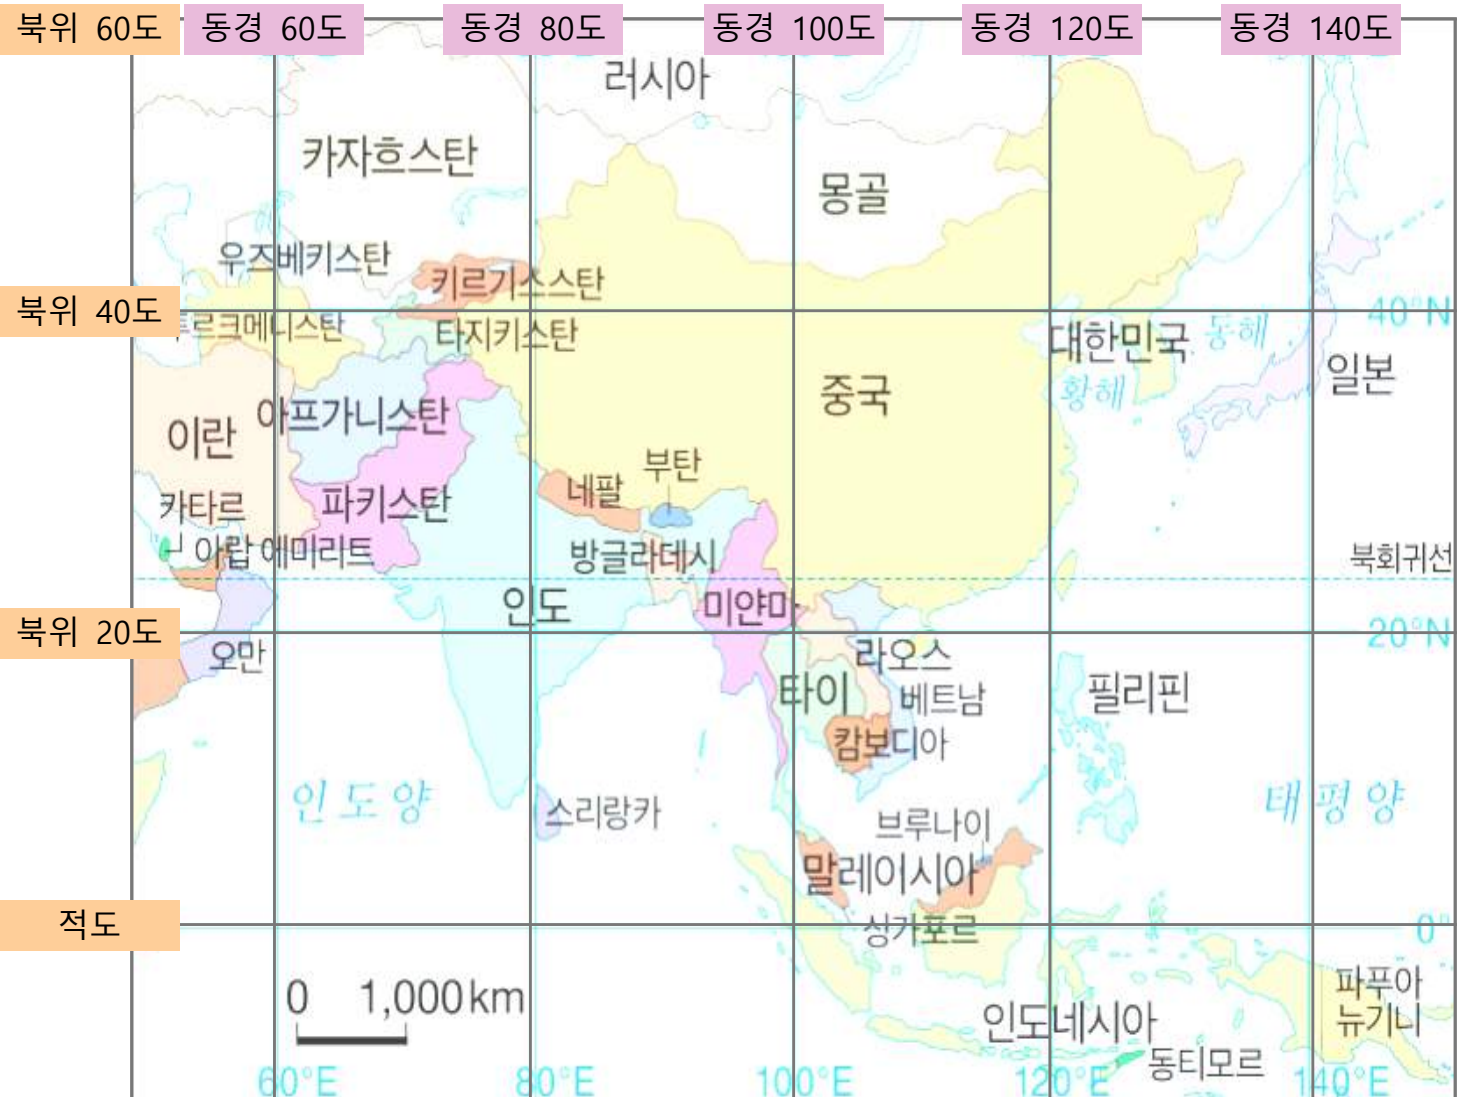 북위 60도 동경 60도 동경 80도 동경 100도 동경 120도 동경 140도
러시아
카자흐스탄
몽골
우즈베키스탄
키르기스스탄
북위 40도
40°N
투르크메니스탄
타지키스탄
대한민국
동해
일본
황해
중국
아프가니스탄
이란
부탄
네팔
카타르
파키스탄
아랍 에미리트
방글라데시
북회귀선
인도
미얀마
북위 20도
20°N
오만
라오스
타이
베트남
필리핀
캄보디아
인도양
태평양
스리랑카
브루나이
말레이시아
적도
싱가포르
0°
파푸아
뉴기니
0 1,000km
인도네시아
동티모르
60°E 80°E 100°E 120°E 140°E